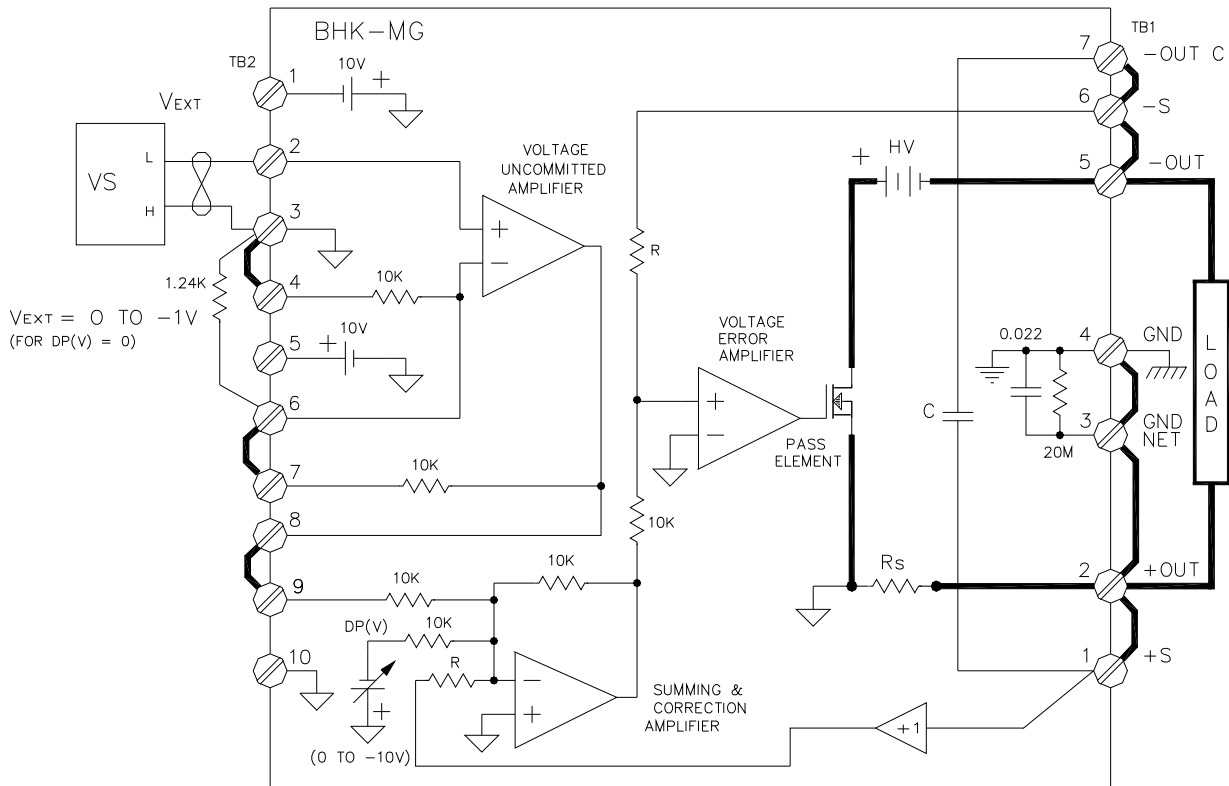 BHK-MG
TB2
TB1
1
10V
+
VEXT
VS
L
H
2
3
1.24K
4
10K
VEXT = 0 TO -1V
(FOR DP(V) = 0)
5
+
10V
6
7
10K
8
9
10K
10
VOLTAGE
UNCOMMITTED
AMPLIFIER
+
−
10K
DP(V)
10K
R
+
(0 TO -10V)
−
+
SUMMING &
CORRECTION
AMPLIFIER
+1
R
VOLTAGE
ERROR
AMPLIFIER
+
−
10K
PASS
ELEMENT
+
HV
C
Rs
0.022
20M
7
-OUT C
6
-S
5
-OUT
4
GND
3
GND
NET
2
+OUT
1
+S
LOAD